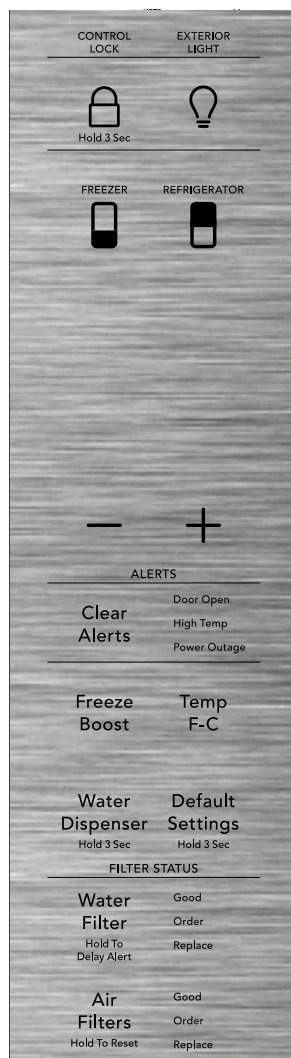 CONTROL LOCK
EXTERIOR LIGHT
Hold 3 Sec
FREEZER
REFRIGERATOR
ALERTS
Clear
Alerts
Door Open
High Temp
Power Outage
Freeze
Boost
Temp
F-C
Water
Dispenser
Hold 3 Sec
Default
Settings
Hold 3 Sec
FILTER STATUS
Water
Filter
Hold To
Delay Alert
Good
Order
Replace
Air
Filters
Hold To Reset
Good
Order
Replace